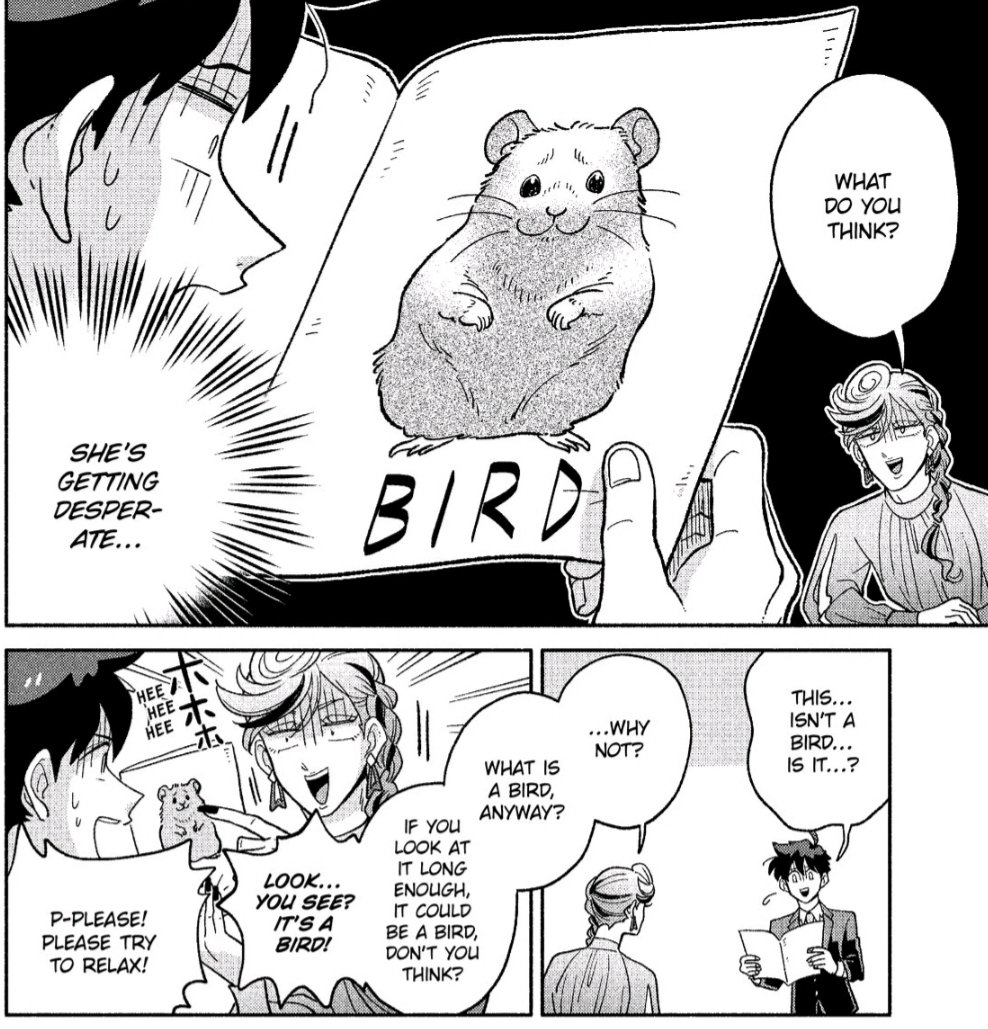 WHAT
DO YOU
THINK?
BIRD
SHE'S
GETTING
DESPER-
ATE...
THIS...
ISN'T A
BIRD...
IS IT...?
...WHY
NOT?
WHAT IS
A BIRD,
ANYWAY?
IF YOU
LOOK AT
IT LONG
ENOUGH,
IT COULD
BE A BIRD,
DON'T YOU
THINK?
LOOK...
YOU SEE?
IT'S A
BIRD!
ホホホ
HEE
HEE
HEE
P-PLEASE!
PLEASE TRY
TO RELAX!